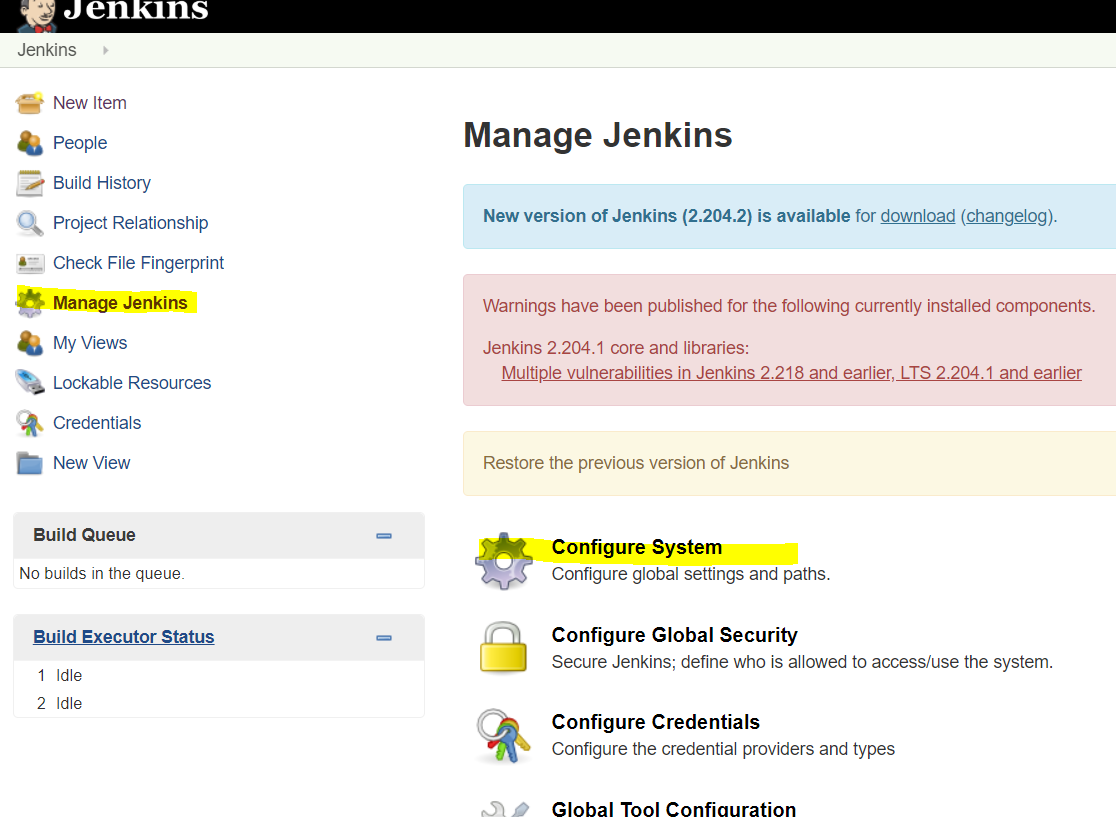 Jenkins
Jenkins
New Item
People
Build History
Project Relationship
Check File Fingerprint
Manage Jenkins
My Views
Lockable Resources
Credentials
New View
Build Queue
No builds in the queue.
Build Executor Status
1 Idle
2 Idle
Manage Jenkins
New version of Jenkins (2.204.2) is available for download (changelog).
Warnings have been published for the following currently installed components.
Jenkins 2.204.1 core and libraries:
Multiple vulnerabilities in Jenkins 2.218 and earlier, LTS 2.204.1 and earlier
Restore the previous version of Jenkins
Configure System
Configure global settings and paths.
Configure Global Security
Secure Jenkins; define who is allowed to access/use the system.
Configure Credentials
Configure the credential providers and types
Global Tool Configuration